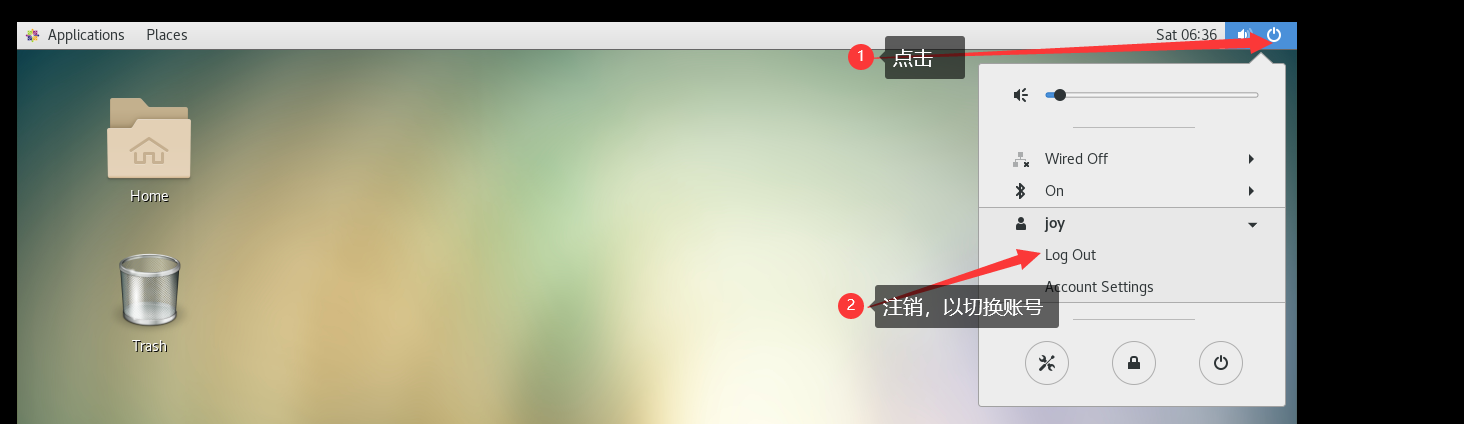 Applications Places Sat 06:36
1 点击
Wired Off
On
Home
joy
Log Out
Account Settings
2 注销，以切换账号
Trash